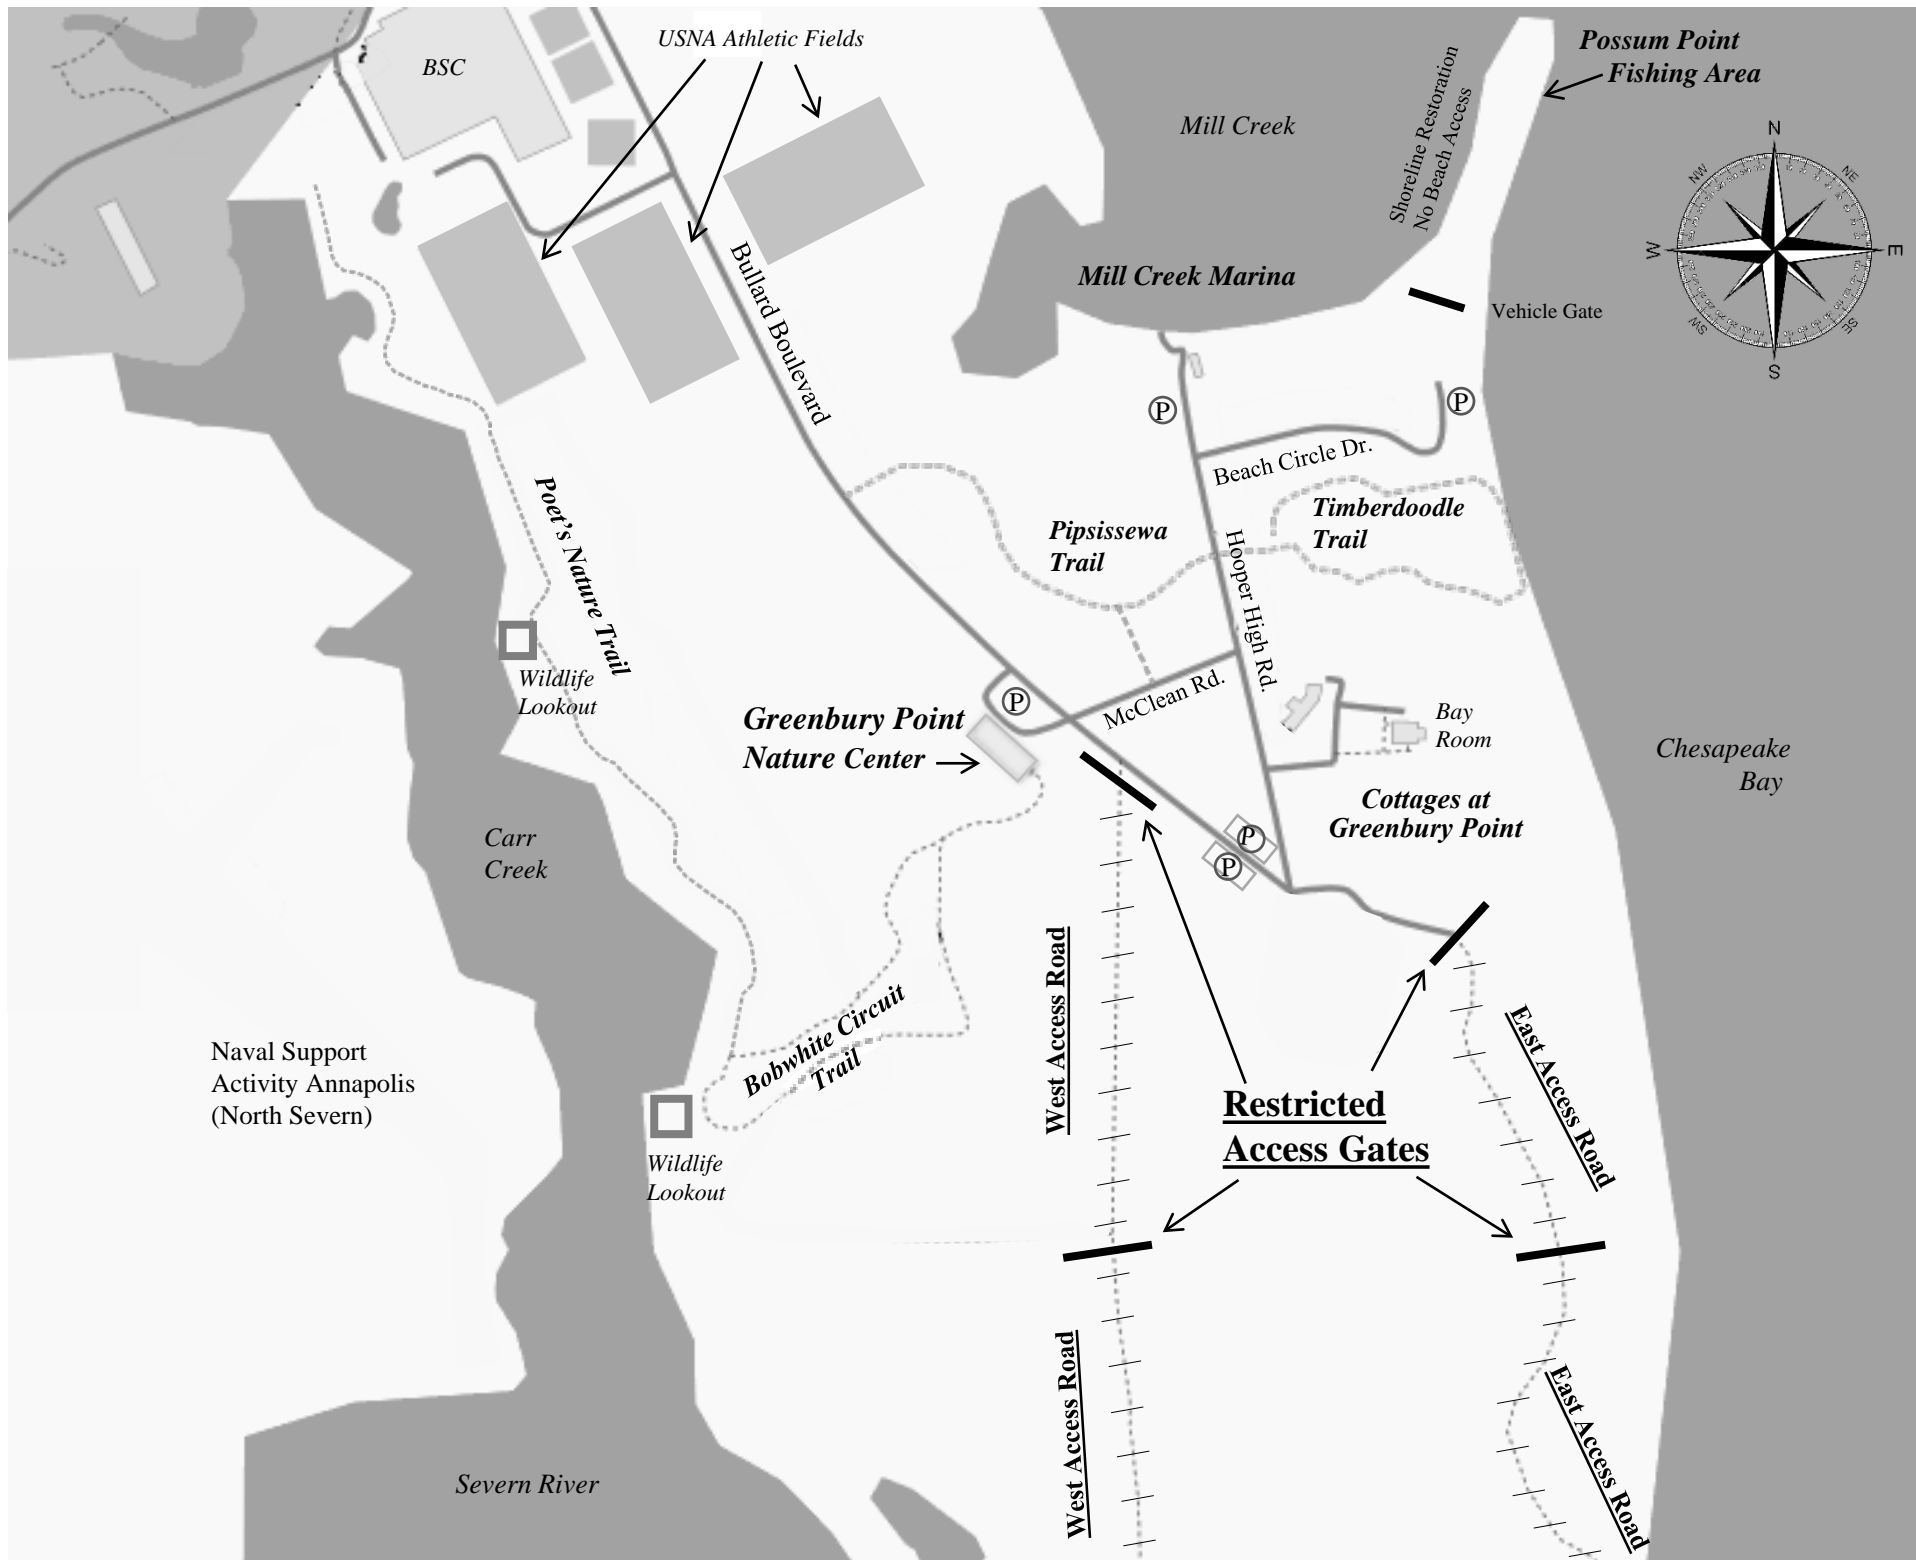 USNA Athletic Fields
BSC
Possum Point
Fishing Area
Mill Creek
Shoreline Restoration
No Beach Access
N
NE
E
SE
S
SW
W
NW
Bullard Boulevard
Mill Creek Marina
Vehicle Gate
P
P
Beach Circle Dr.
Poet's Nature Trail
Pipsissewa
Trail
Timberdoodle
Trail
Hooper High Rd.
Wildlife
Lookout
McClean Rd.
P
Greenbury Point
Nature Center
Bay
Room
Chesapeake
Bay
Cottages at
Greenbury Point
P
P
Carr
Creek
West Access Road
Bobwhite Circuit
Trail
East Access Road
Naval Support
Activity Annapolis
(North Severn)
Restricted
Access Gates
Wildlife
Lookout
West Access Road
East Access Road
Severn River